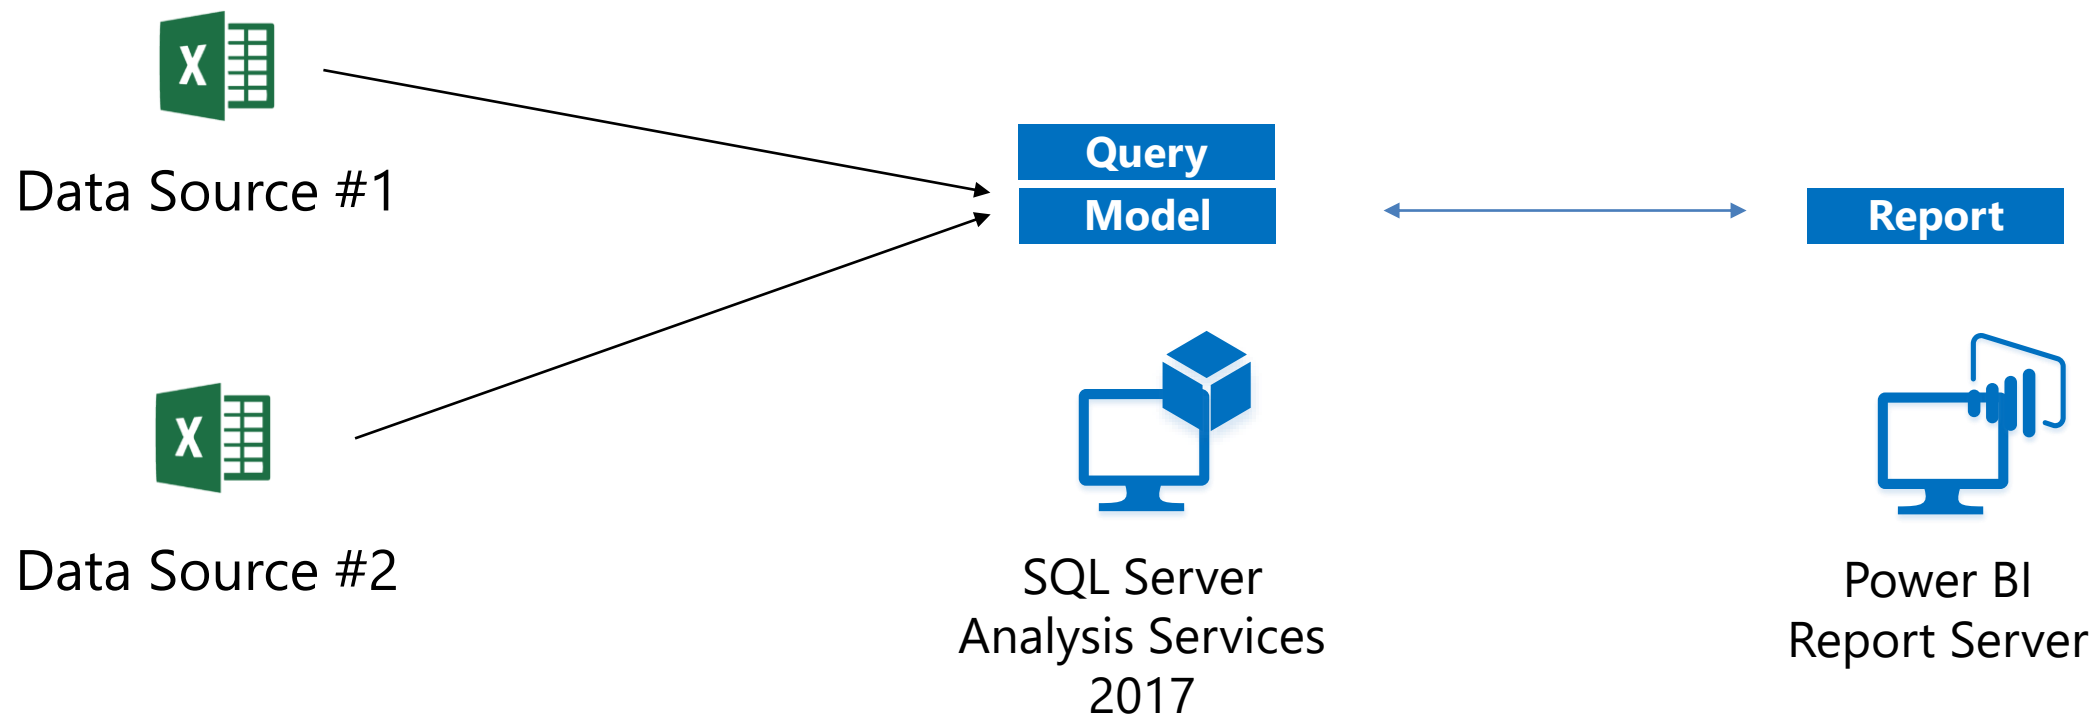 X
Data Source #1
Query
Model
Report
X
Data Source #2
SQL Server
Analysis Services
2017
Power BI
Report Server